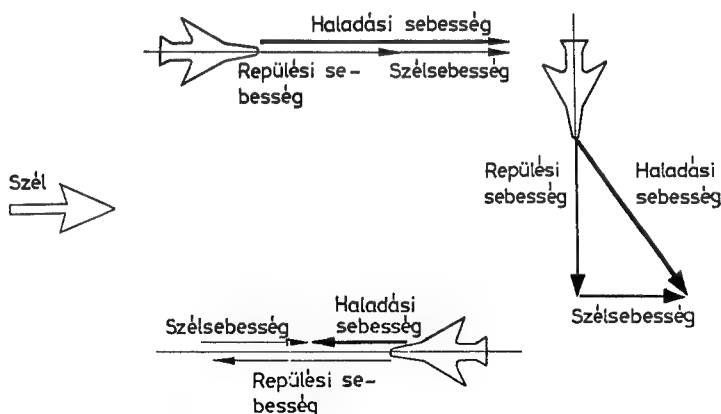 Haladási sebesség
Repülési se-
besség
Szélsebesség
Szél
Repülési
sebesség
Haladási
sebesség
Szélsebesség
Szélsebesség
Haladási
sebesség
Repülési se-
besség